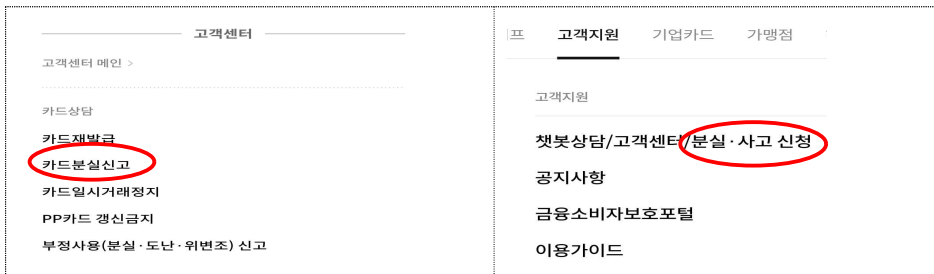 고객센터
고객센터 메인 >
카드상담
카드재발급
카드분실신고
카드일시거래정지
PP카드 갱신금지
부정사용(분실·도난·위변조) 신고
프 고객지원 기업카드 가맹점
고객지원
챗봇상담/고객센터/분실·사고 신청
공지사항
금융소비자보호포털
이용가이드